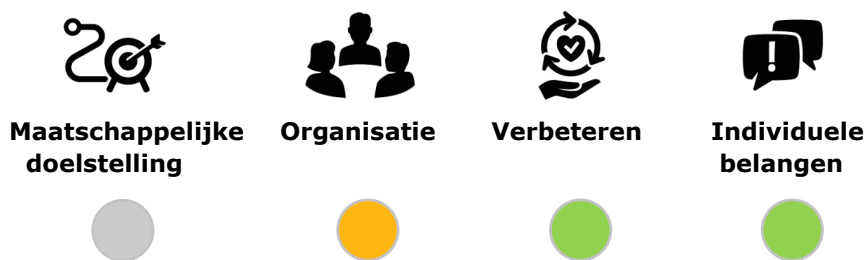 Maatschappelijke doelstelling
Organisatie
Verbeteren
Individuele belangen